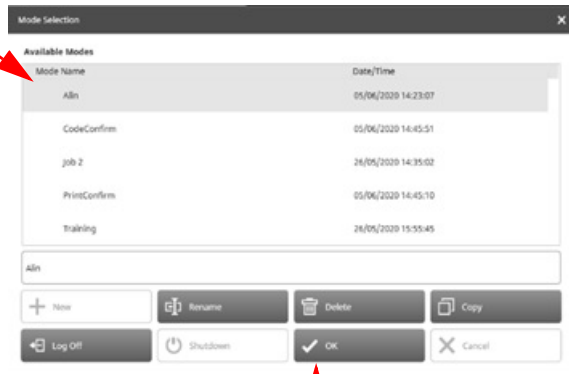 Mode Selection
Available Modes
Mode Name Date/Time
Alin 05/06/2020 14:23:07
CodeConfirm 05/06/2020 14:45:51
Job 2 26/05/2020 14:35:02
PrintConfirm 05/06/2020 14:45:10
Training 26/05/2020 15:55:45
Alin
New Rename Delete Copy
Log Off Shutdown OK Cancel